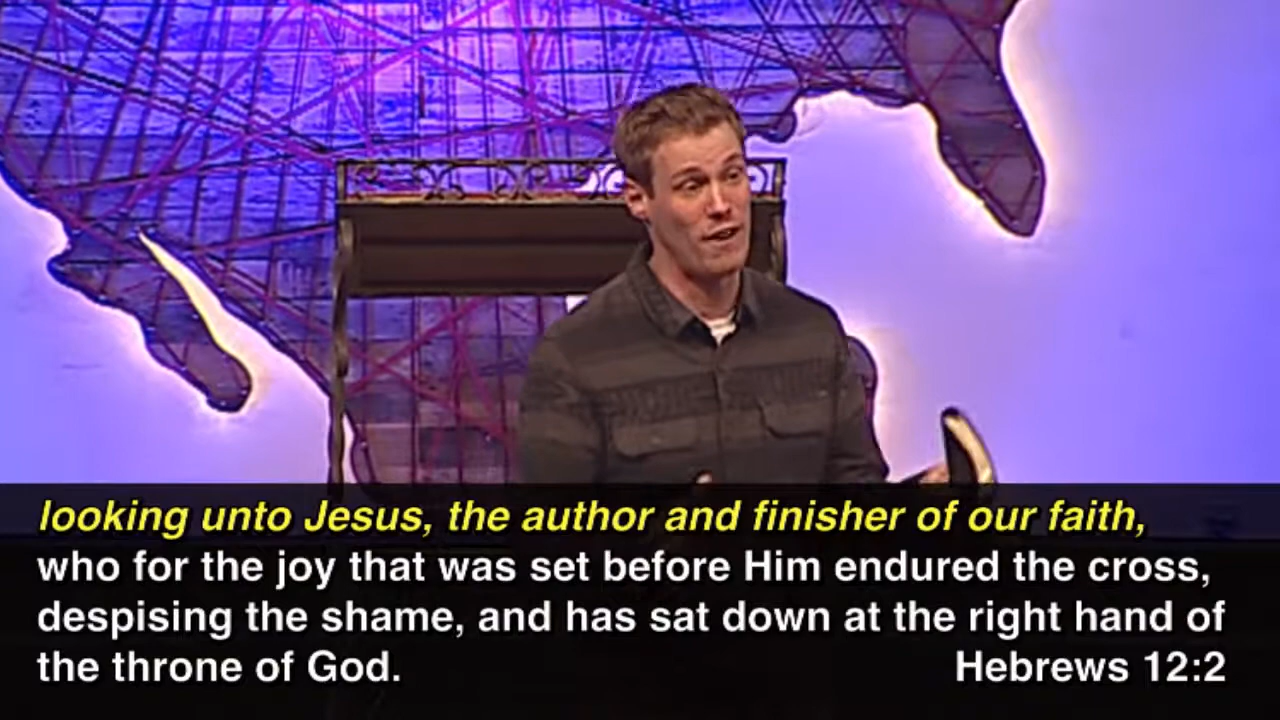 looking unto Jesus, the author and finisher of our faith,
who for the joy that was set before Him endured the cross,
despising the shame, and has sat down at the right hand of
the throne of God. Hebrews 12:2